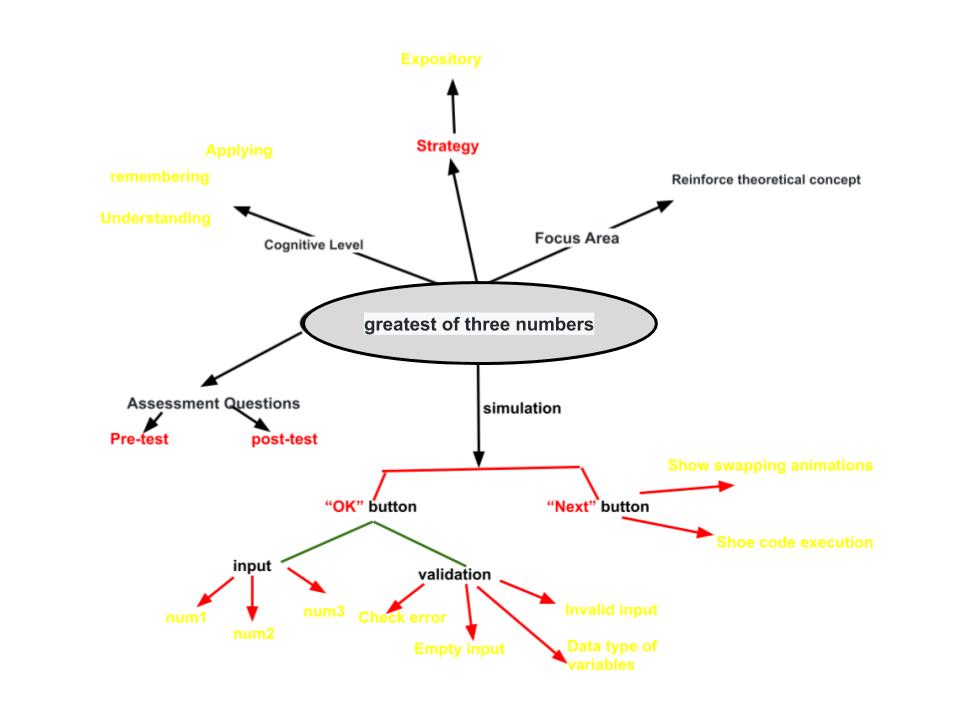 Expository
Strategy
Applying
remembering
Understanding
Reinforce theoretical concept
Cognitive Level
Focus Area
greatest of three numbers
Assessment Questions
Pre-test
post-test
simulation
Show swapping animations
“OK” button
“Next” button
Shoe code execution
input
validation
num1
num2
num3
Check error
Empty Input
Invalid input
Data type of
variables